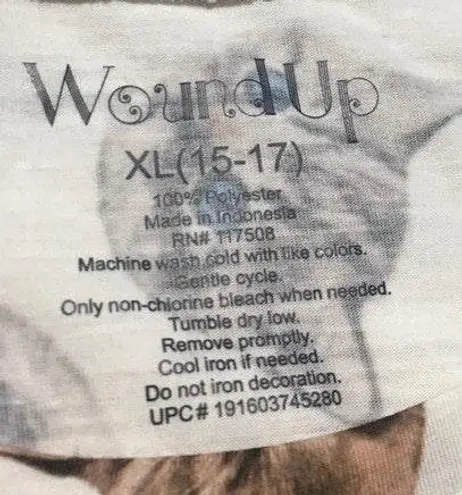 Wound Up
XL(15-17)
100% Polyester
Made in Indonesia
RN# 117508
Machine wash cold with like colors.
Gentle cycle.
Only non-chlorine bleach when needed.
Tumble dry low.
Remove promptly.
Cool iron if needed.
Do not iron decoration.
UPC# 191603745280